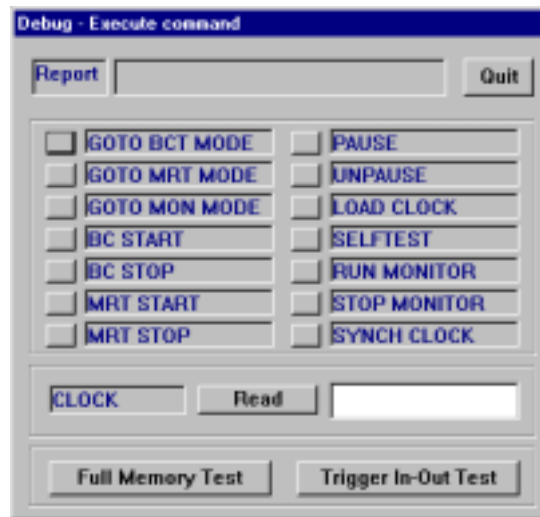 Debug - Execute command
Report Quit
GOTO BCT MODE PAUSE
GOTO MRT MODE UNPAUSE
GOTO MON MODE LOAD CLOCK
BC START SELFTEST
BC STOP RUN MONITOR
MRT START STOP MONITOR
MRT STOP SYNCH CLOCK
CLOCK Read
Full Memory Test Trigger In-Out Test